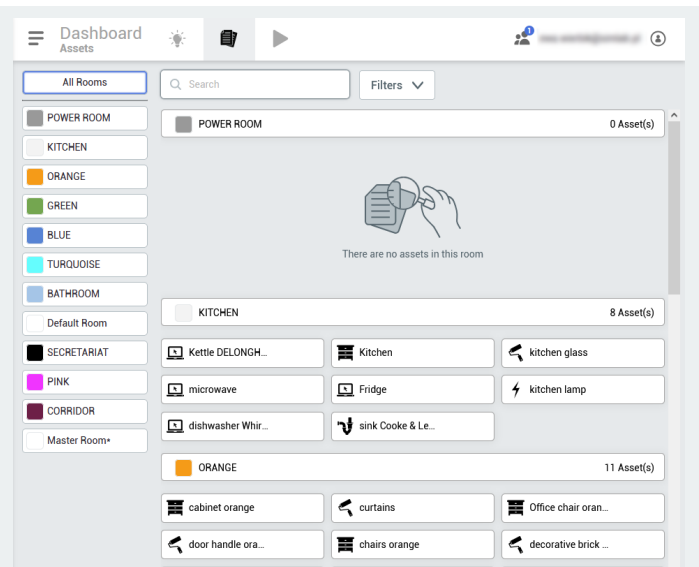 Dashboard
Assets
1
All Rooms
Search
Filters
POWER ROOM
KITCHEN
ORANGE
GREEN
BLUE
TURQUOISE
BATHROOM
Default Room
SECRETARIAT
PINK
CORRIDOR
Master Room*
POWER ROOM 0 Asset(s)
There are no assets in this room
KITCHEN 8 Asset(s)
Kettle DELONGH... Kitchen kitchen glass
microwave Fridge kitchen lamp
dishwasher Whir... sink Cooke & Le...
ORANGE 11 Asset(s)
cabinet orange curtains Office chair oran...
door handle ora... chairs orange decorative brick ...